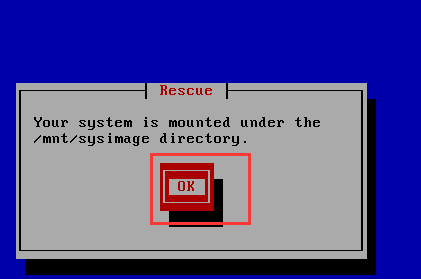 Rescue
Your system is mounted under the
/mnt/sysimage directory.
OK